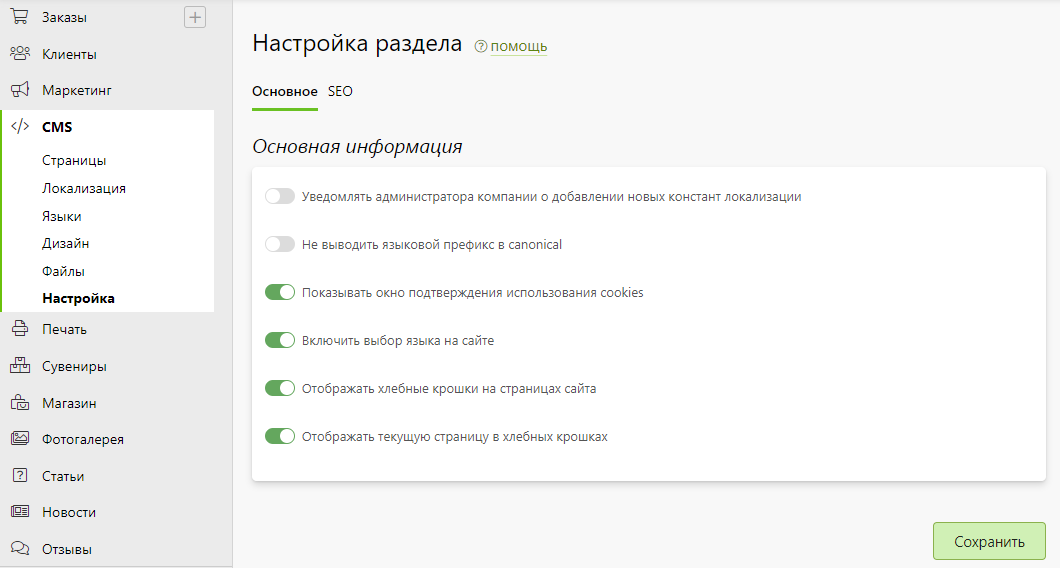 Заказы
Клиенты
Маркетинг
CMS
Страницы
Локализация
Языки
Дизайн
Файлы
Настройка
Печать
Сувениры
Магазин
Фотогалерея
Статьи
Новости
Отзывы
Настройка раздела ? помощь
Основное SEO
Основная информация
Уведомлять администратора компании о добавлении новых констант локализации
Не выводить языковой префикс в canonical
Показывать окно подтверждения использования cookies
Включить выбор языка на сайте
Отображать хлебные крошки на страницах сайта
Отображать текущую страницу в хлебных крошках
Сохранить